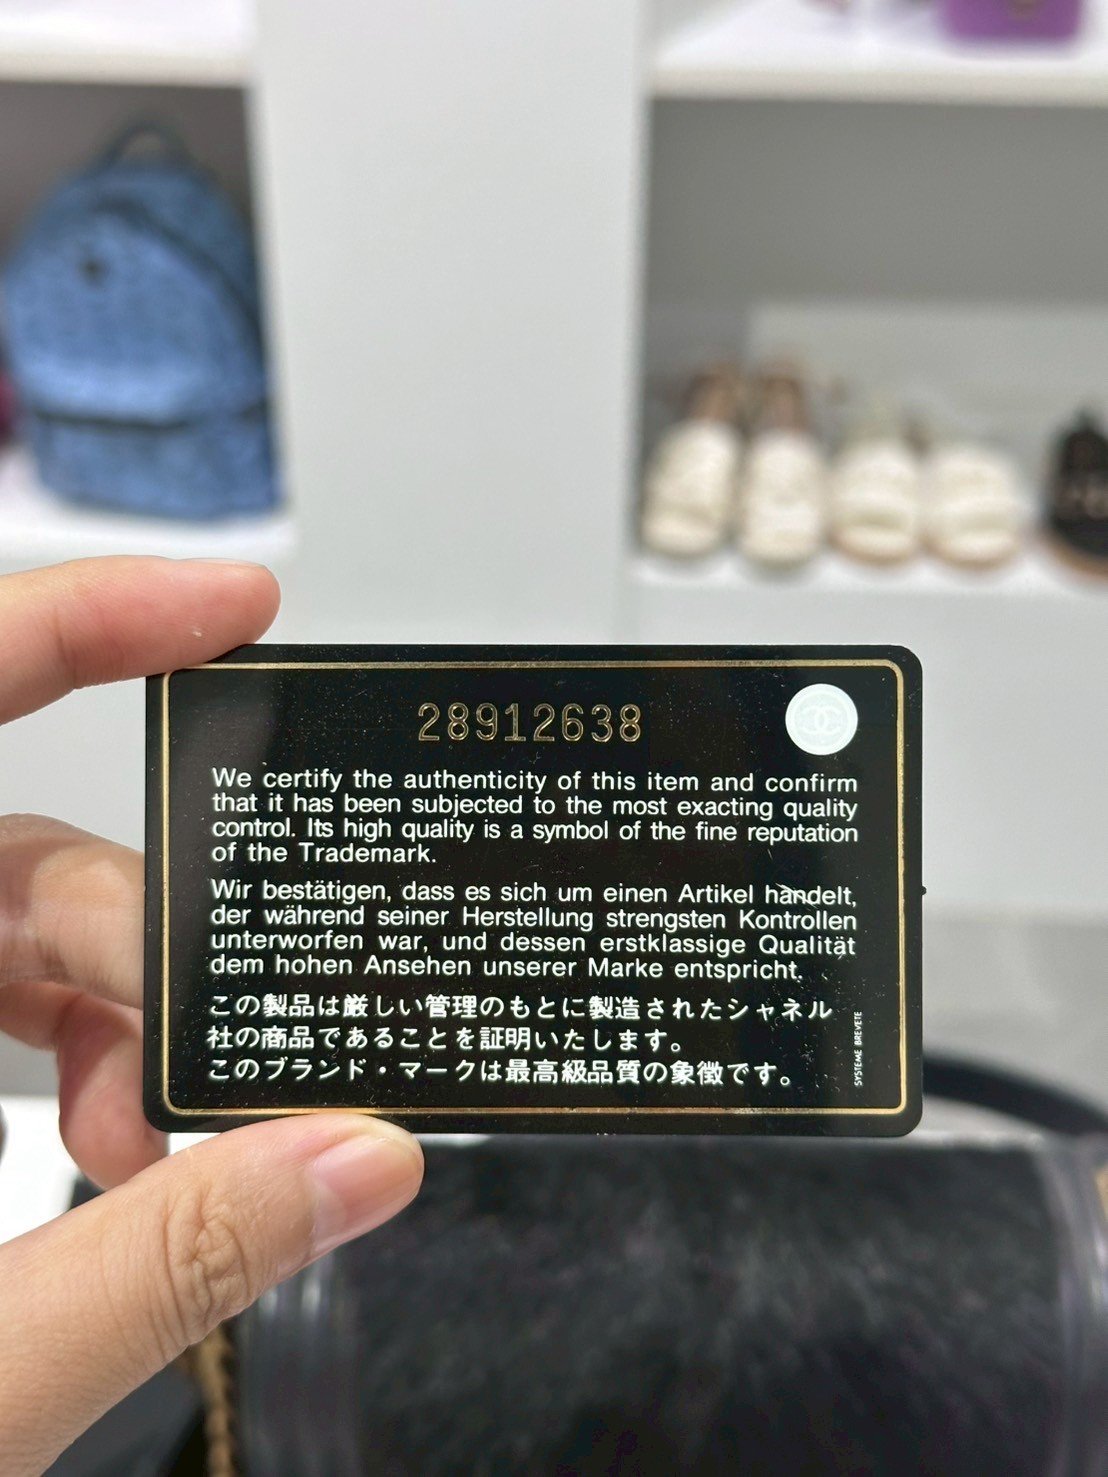 28912638
We certify the authenticity of this item and confirm
that it has been subjected to the most exacting quality
control. Its high quality is a symbol of the fine reputation
of the Trademark.
Wir bestätigen, dass es sich um einen Artikel handelt,
der während seiner Herstellung strengsten Kontrollen
unterworfen war, und dessen erstklassige Qualität
dem hohen Ansehen unserer Marke entspricht.
この製品は厳しい管理のもとに製造されたシャネル
社の商品であることを証明いたします。
このブランド・マークは最高級品質の象徴です。
SYSTEME BREVETE